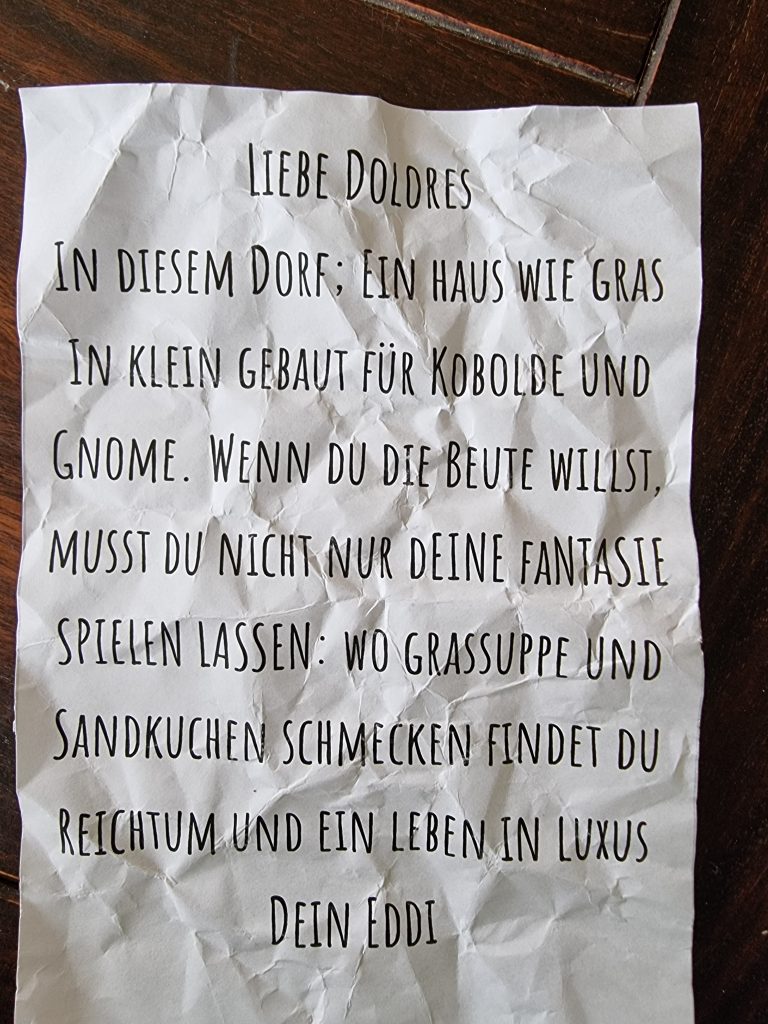 Liebe Dolores
In diesem Dorf; Ein haus wie gras
In klein gebaut für Kobolde und
Gnome. Wenn du die Beute willst,
musst du nicht nur deine fantasie
spielen lassen: wo grassuppe und
Sandkuchen schmecken findet du
Reichtum und ein leben in luxus
Dein Eddi